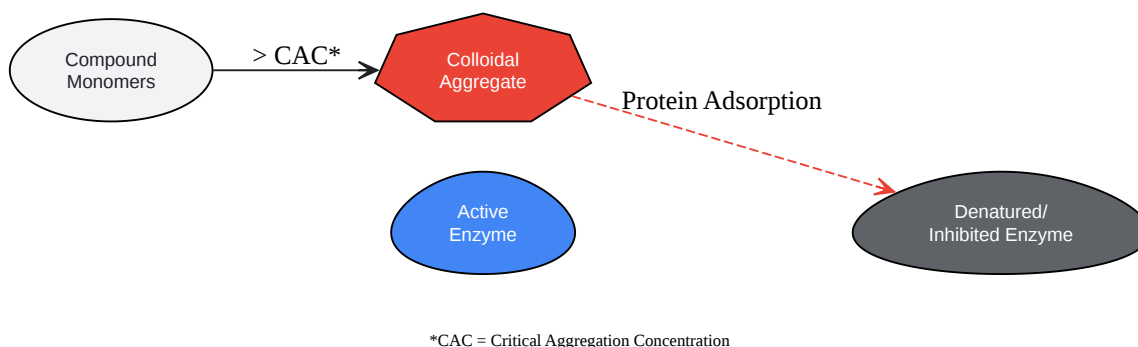 Compound
Monomers
> CAC*
Colloidal
Aggregate
Protein Adsorption
Active
Enzyme
Denatured/
Inhibited Enzyme
*CAC = Critical Aggregation Concentration